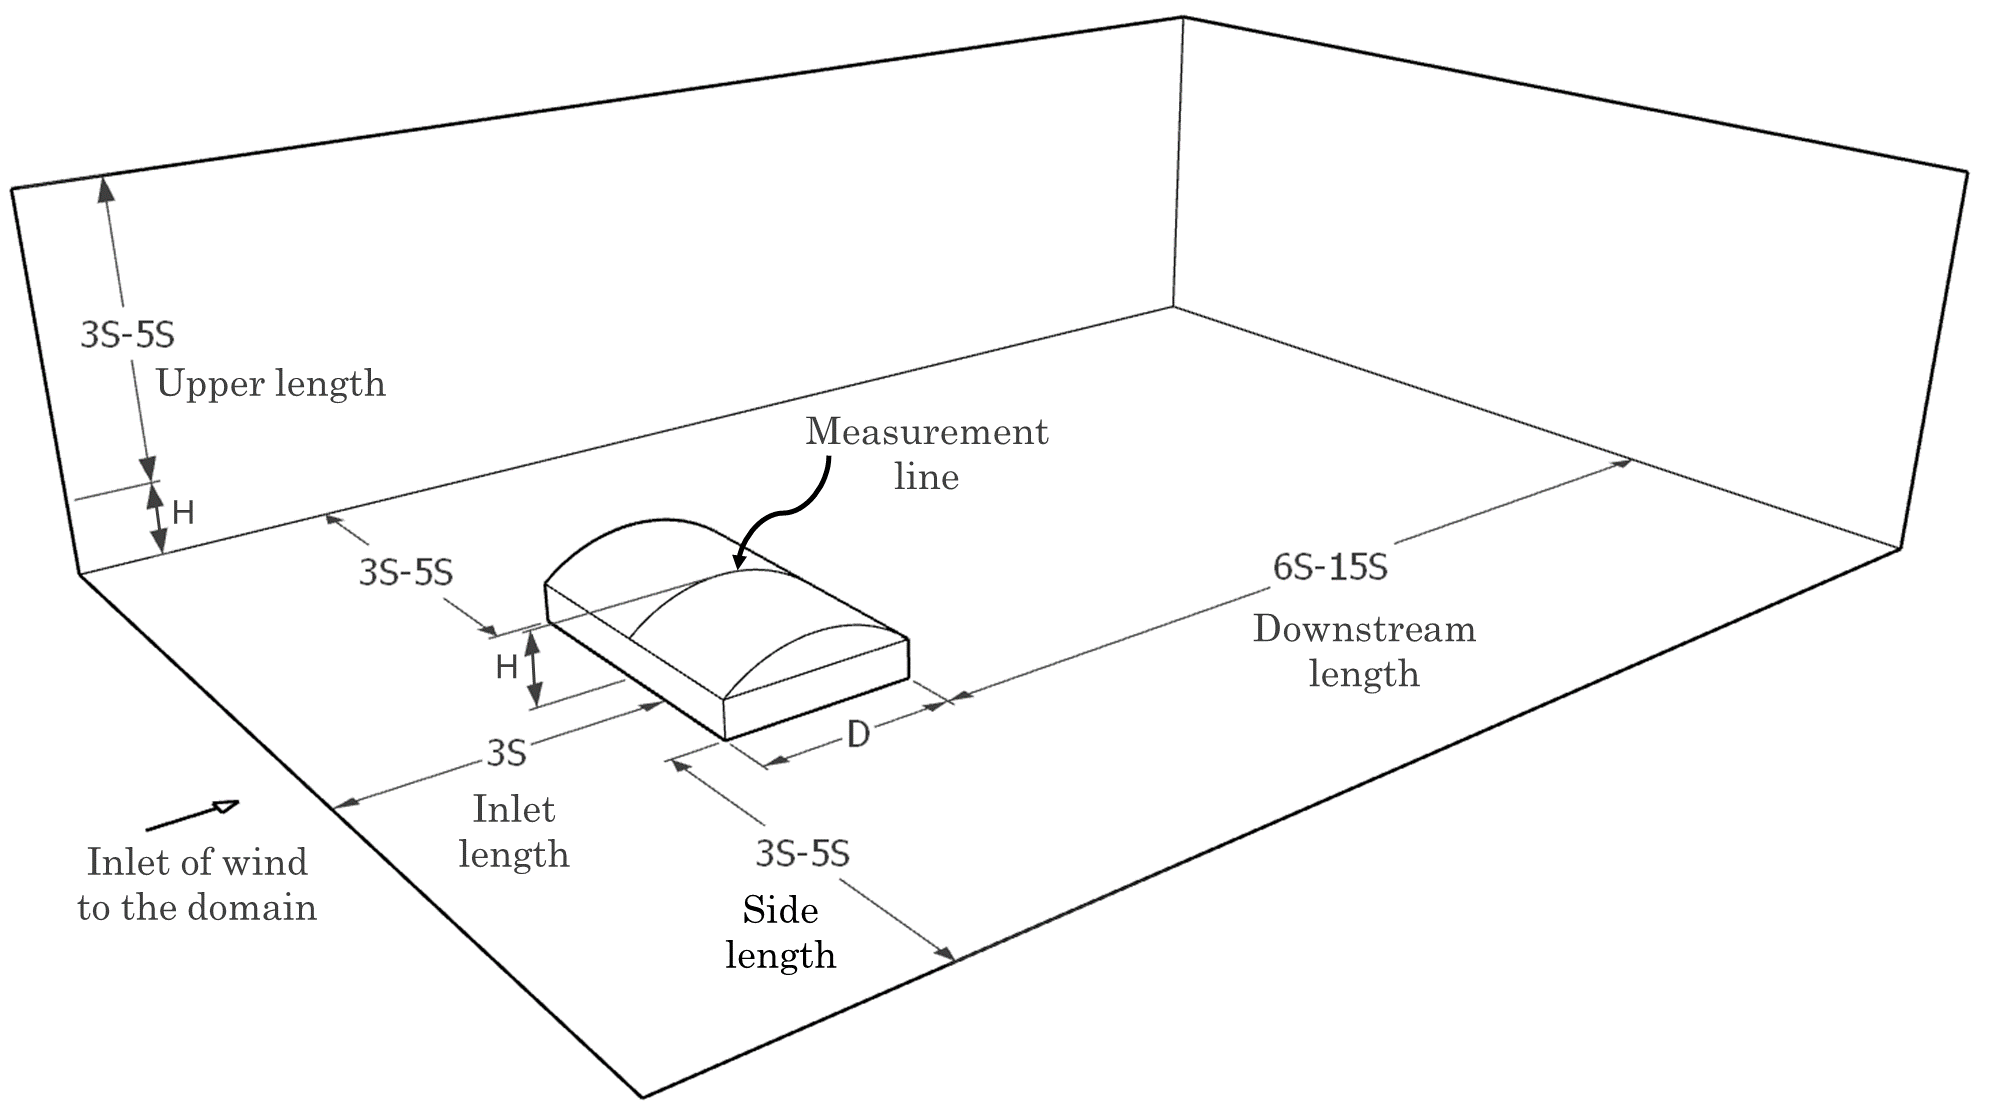 3S-5S
Upper length
H
Measurement
line
3S-5S
6S-15S
Downstream
length
H
D
3S
Inlet
length
Inlet of wind
to the domain
3S-5S
Side
length